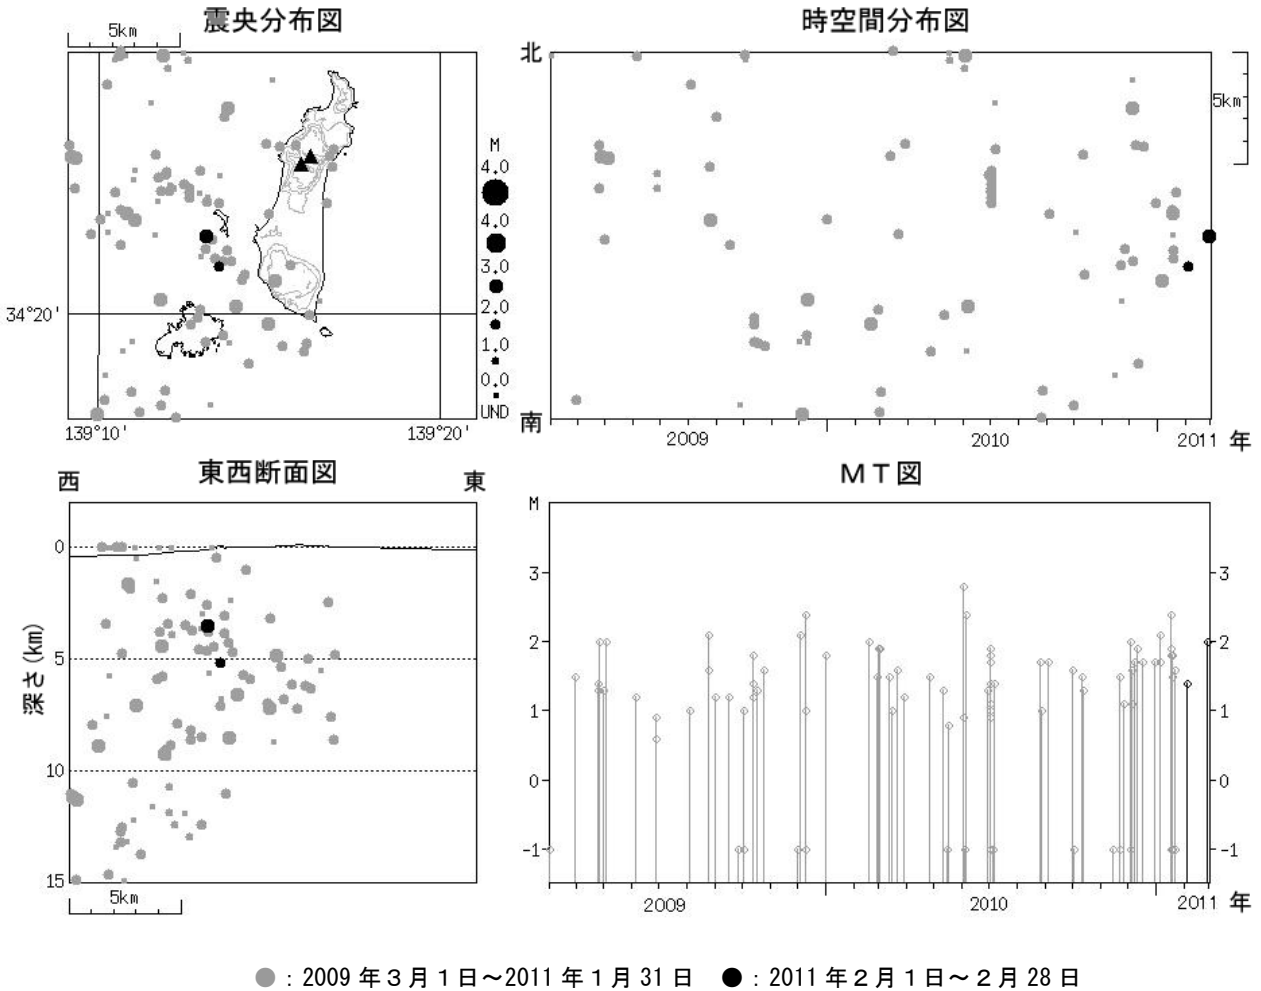 震央分布図
5km
M
4.0
4.0
3.0
2.0
1.0
0.0
UND
34°20'
139°10'
139°20'
時空間分布図
北
南
5km
2009
2010
2011 年
東西断面図
西
東
深さ(km)
0
5
10
15
5km
ＭＴ図
M
3
2
1
0
-1
3
2
1
0
-1
2009
2010
2011 年
●：2009 年３月１日～2011 年１月 31 日 ●：2011 年２月１日～２月 28 日